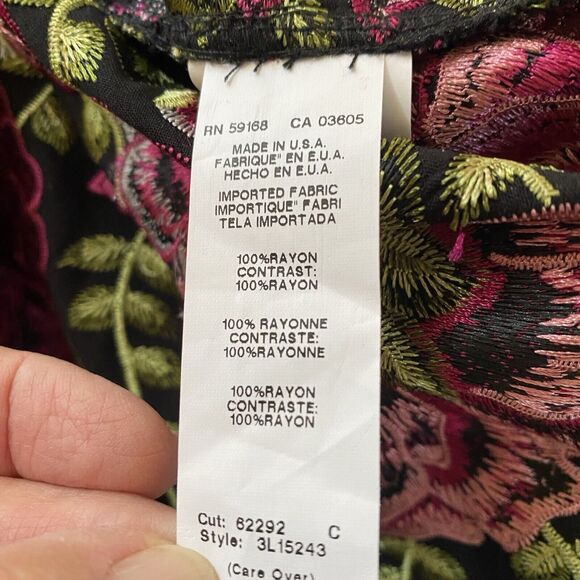 RN 59168 CA 03605
MADE IN U.S.A.
FABRIQUE" EN E.U.A.
HECHO EN E.U.A.
IMPORTED FABRIC
IMPORTIQUE" FABRI
TELA IMPORTADA
100%RAYON
CONTRAST:
100%RAYON
100% RAYONNE
CONTRASTE:
100%RAYONNE
100%RAYON
CONTRASTE:
100%RAYON
Cut: 62292 C
Style: 3L15243
(Care Over)